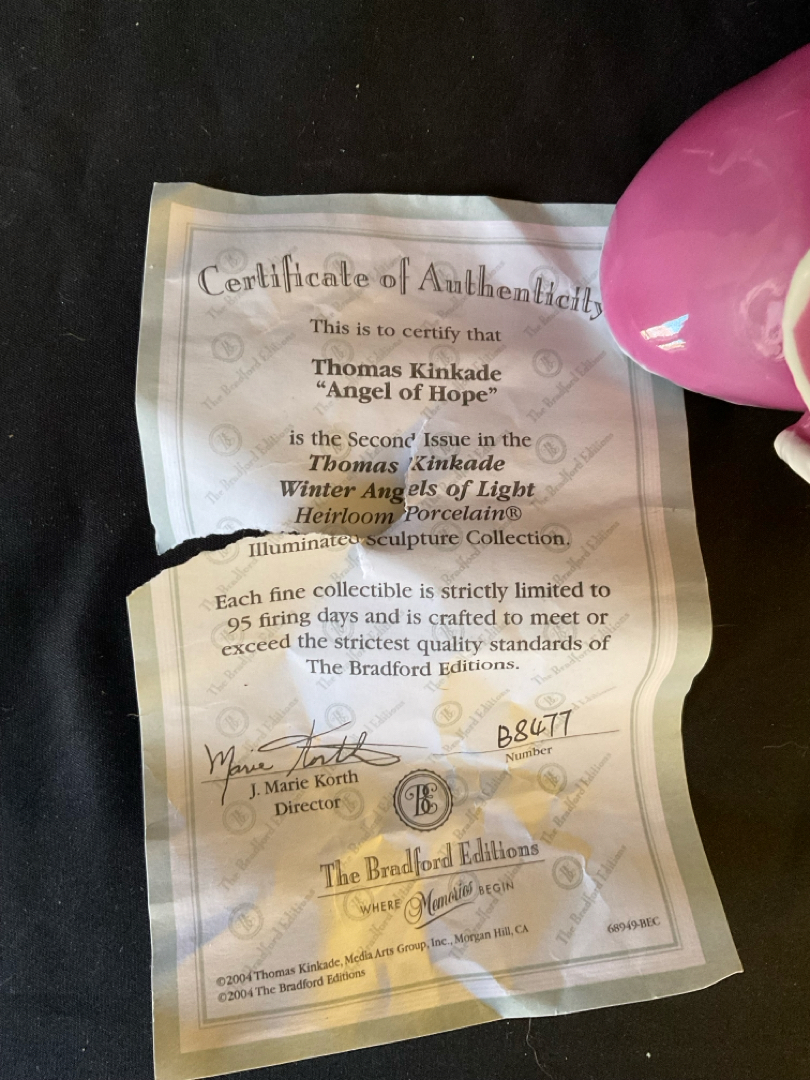 Certificate of Authenticity
This is to certify that
Thomas Kinkade
“Angel of Hope”
is the Second Issue in the
Thomas Kinkade
Winter Angels of Light
Heirloom Porcelain®
Illuminated Sculpture Collection.
Each fine collectible is strictly limited to
95 firing days and is crafted to meet or
exceed the strictest quality standards of
The Bradford Editions.
Marie Korth
J. Marie Korth
Director
B8477
Number
BE
The Bradford Editions
WHERE Memories BEGIN
©2004 Thomas Kinkade, Media Arts Group, Inc., Morgan Hill, CA
©2004 The Bradford Editions
68949-BEC